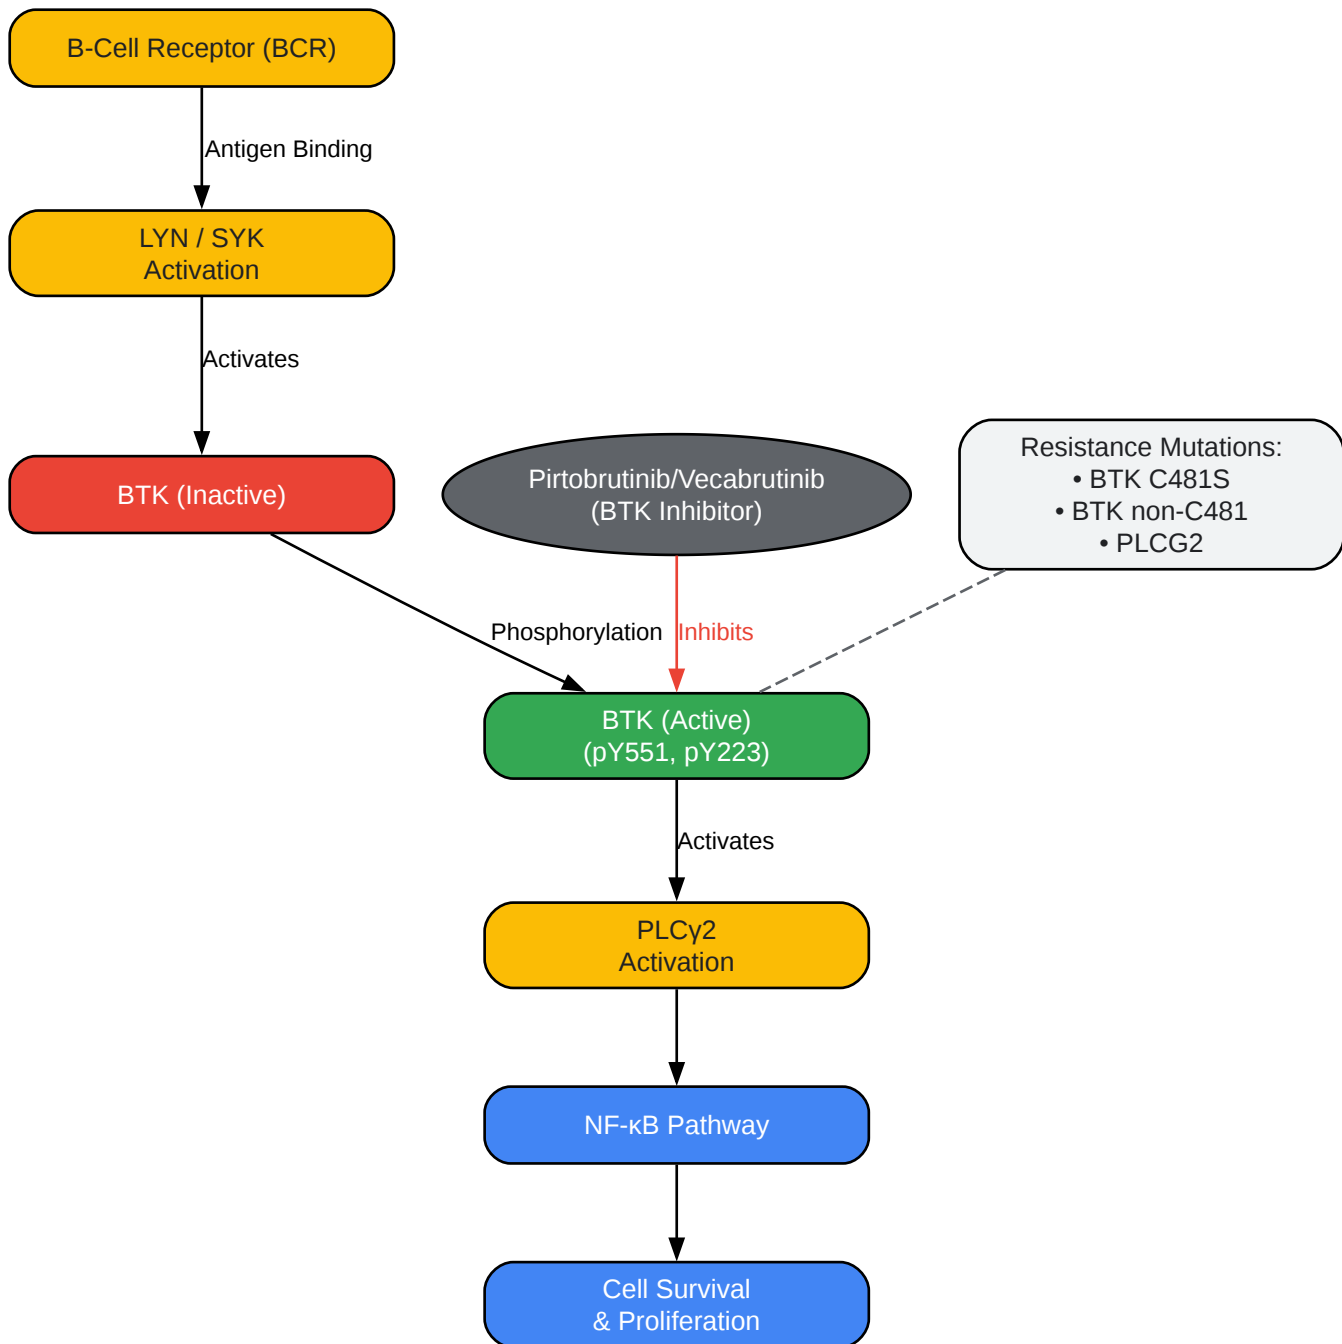 B-Cell Receptor (BCR)
Antigen Binding
LYN / SYK
Activation
Activates
BTK (Inactive)
Pirtobrutinib/Vecabrutinib
(BTK Inhibitor)
Resistance Mutations:
• BTK C481S
• BTK non-C481
• PLCG2
Phosphorylation
Inhibits
BTK (Active)
(pY551, pY223)
Activates
PLCγ2
Activation
NF-κB Pathway
Cell Survival
& Proliferation